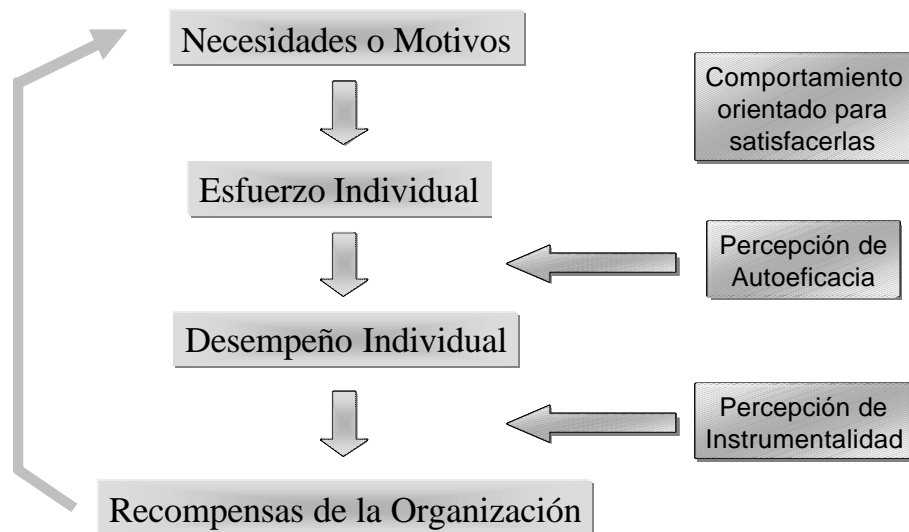 Necesidades o Motivos
Comportamiento
orientado para
satisfacerlas
Esfuerzo Individual
Percepción de
Autoeficacia
Desempeño Individual
Percepción de
Instrumentalidad
Recompensas de la Organización